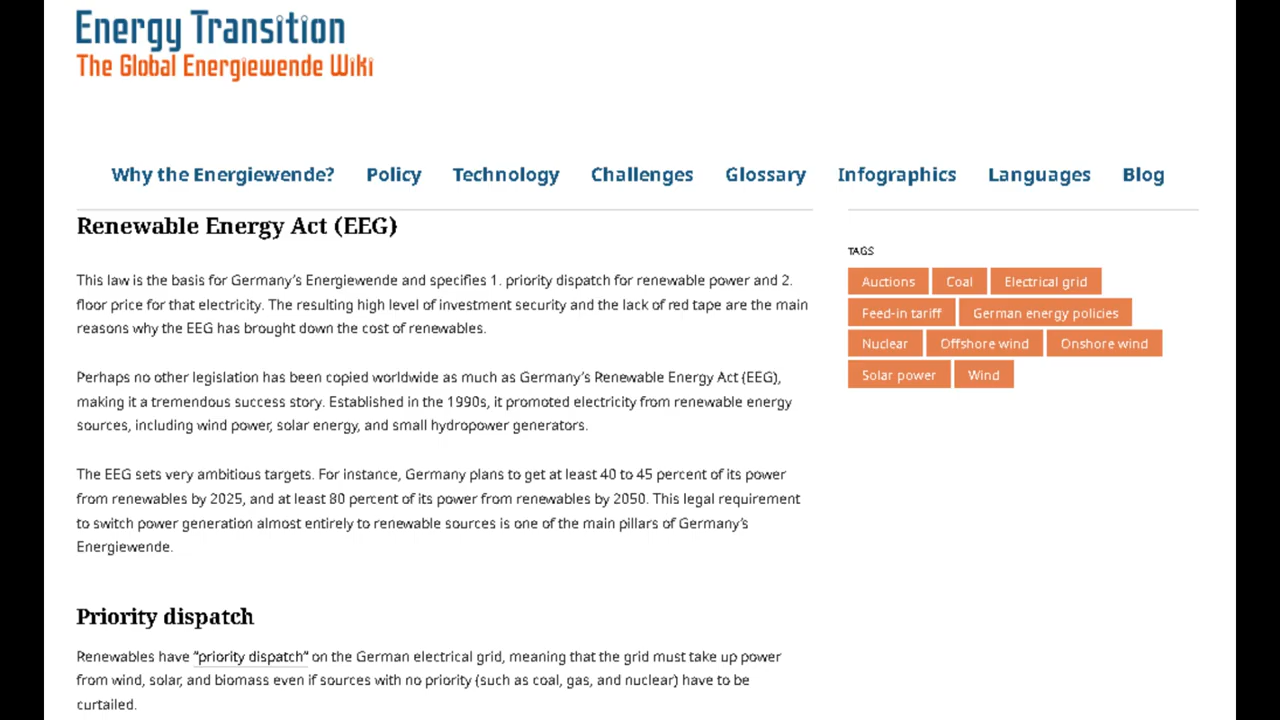 Energy Transition
The Global Energiewende Wiki
Why the Energiewende? Policy Technology Challenges Glossary Infographics Languages Blog
Renewable Energy Act (EEG)
This law is the basis for Germany’s Energiewende and specifies 1. priority dispatch for renewable power and 2.
floor price for that electricity. The resulting high level of investment security and the lack of red tape are the main
reasons why the EEG has brought down the cost of renewables.
Perhaps no other legislation has been copied worldwide as much as Germany’s Renewable Energy Act (EEG),
making it a tremendous success story. Established in the 1990s, it promoted electricity from renewable energy
sources, including wind power, solar energy, and small hydropower generators.
The EEG sets very ambitious targets. For instance, Germany plans to get at least 40 to 45 percent of its power
from renewables by 2025, and at least 80 percent of its power from renewables by 2050. This legal requirement
to switch power generation almost entirely to renewable sources is one of the main pillars of Germany’s
Energiewende.
Priority dispatch
Renewables have “priority dispatch“ on the German electrical grid, meaning that the grid must take up power
from wind, solar, and biomass even if sources with no priority (such as coal, gas, and nuclear) have to be
curtailed.
TAGS
Auctions Coal Electrical grid
Feed-in tariff German energy policies
Nuclear Offshore wind Onshore wind
Solar power Wind